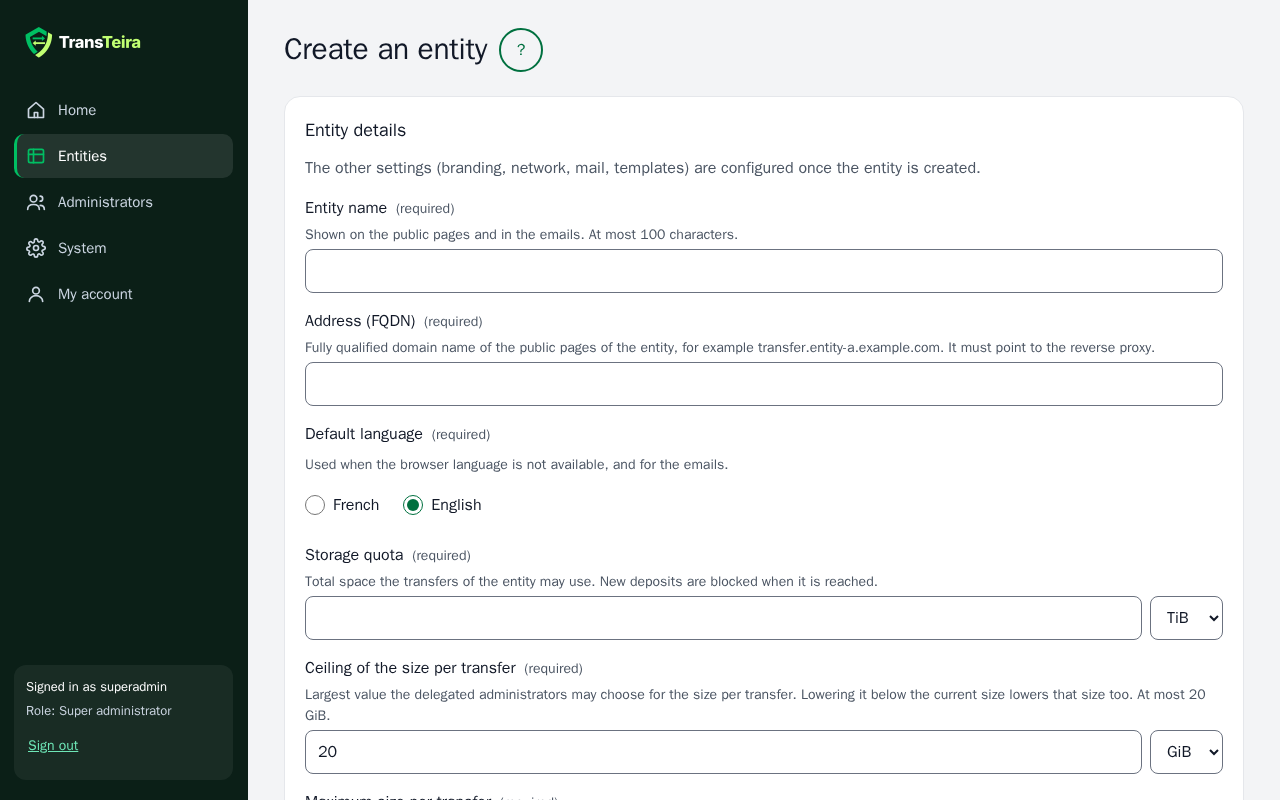 TransTeira
Home
Entities
Administrators
System
My account
Signed in as superadmin
Role: Super administrator
Sign out
Create an entity
?
Entity details
The other settings (branding, network, mail, templates) are configured once the entity is created.
Entity name (required)
Shown on the public pages and in the emails. At most 100 characters.
Address (FQDN) (required)
Fully qualified domain name of the public pages of the entity, for example transfer.entity-a.example.com. It must point to the reverse proxy.
Default language (required)
Used when the browser language is not available, and for the emails.
French English
Storage quota (required)
Total space the transfers of the entity may use. New deposits are blocked when it is reached.
TiB
Ceiling of the size per transfer (required)
Largest value the delegated administrators may choose for the size per transfer. Lowering it below the current size lowers that size too. At most 20
GiB.
20 GiB
Maximum size per transfer (required)